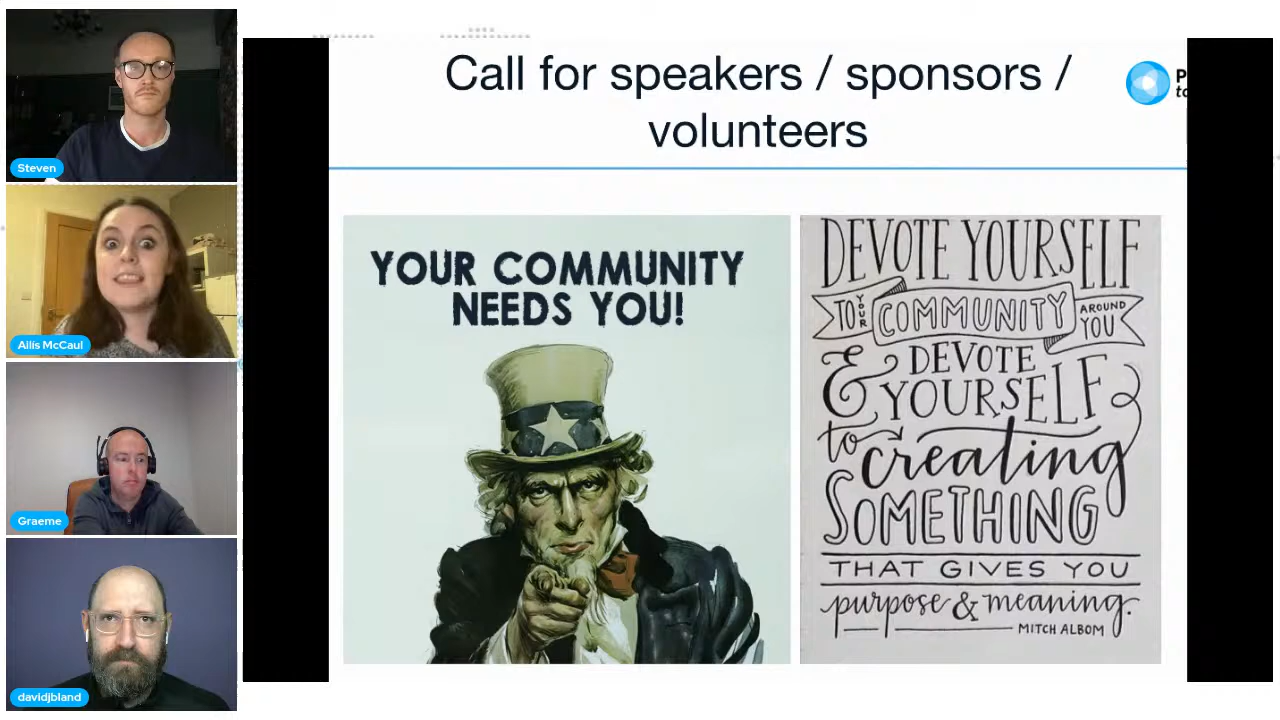 Steven
Allís McCaul
Graeme
davidjbland
Call for speakers / sponsors /
volunteers
YOUR COMMUNITY
NEEDS YOU!
DEVOTE YOURSELF
TO YOUR COMMUNITY AROUND YOU
& DEVOTE
YOURSELF
to creating
SOMETHING
THAT GIVES YOU
purpose & meaning.
MITCH ALBOM